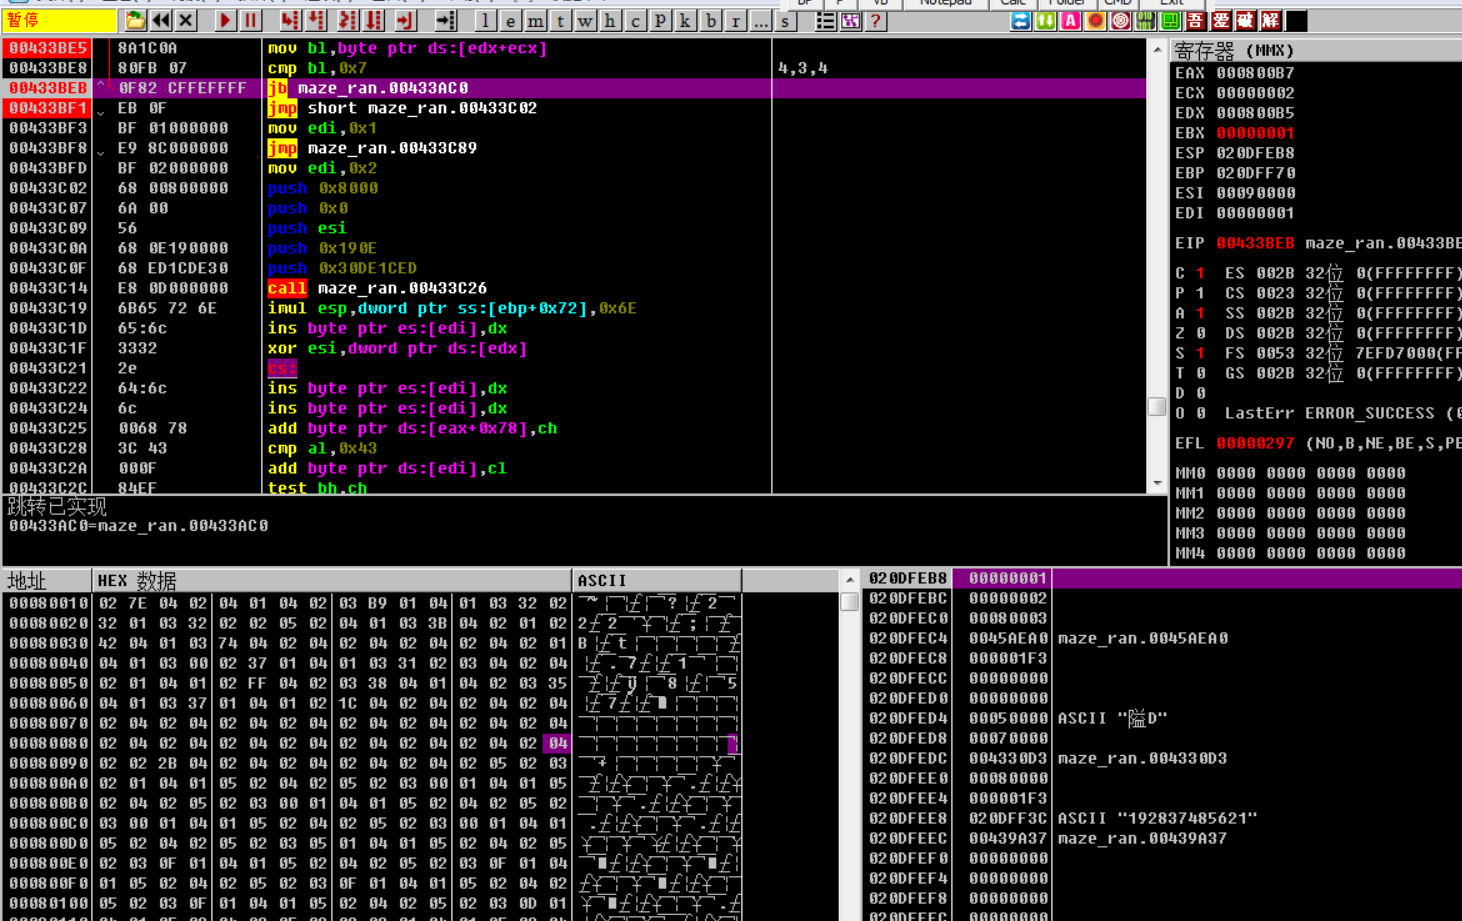 BP P VB Notepad Calc Folder CMD Exit
暂停 l e m t w h c P k b r ... s ? 吾 爱 破 解
00433BE5 8A1C0A mov bl,byte ptr ds:[edx+ecx]
00433BE8 80FB 07 cmp bl,0x7 4,3,4
00433BEB 0F82 CFFEFFFF jb maze_ran.00433AC0
00433BF1 EB 0F jmp short maze_ran.00433C02
00433BF3 BF 01000000 mov edi,0x1
00433BF8 E9 8C000000 jmp maze_ran.00433C89
00433BFD BF 02000000 mov edi,0x2
00433C02 68 00800000 push 0x8000
00433C07 6A 00 push 0x0
00433C09 56 push esi
00433C0A 68 0E190000 push 0x190E
00433C0F 68 ED1CDE30 push 0x30DE1CED
00433C14 E8 0D000000 call maze_ran.00433C26
00433C19 6B65 72 6E imul esp,dword ptr ss:[ebp+0x72],0x6E
00433C1D 65:6c ins byte ptr es:[edi],dx
00433C1F 3332 xor esi,dword ptr ds:[edx]
00433C21 2e cs:
00433C22 64:6c ins byte ptr es:[edi],dx
00433C24 6c ins byte ptr es:[edi],dx
00433C25 0068 78 add byte ptr ds:[eax+0x78],ch
00433C28 3C 43 cmp al,0x43
00433C2A 000F add byte ptr ds:[edi],cl
00433C2C 84EF test bh,ch
寄存器 (MMX)
EAX 000800B7
ECX 00000002
EDX 000800B5
EBX 00000001
ESP 020DFEB8
EBP 020DFF70
ESI 00090000
EDI 00000001
EIP 00433BEB maze_ran.00433BE
C 1 ES 002B 32位 0(FFFFFFFF)
P 1 CS 0023 32位 0(FFFFFFFF)
A 1 SS 002B 32位 0(FFFFFFFF)
Z 0 DS 002B 32位 0(FFFFFFFF)
S 1 FS 0053 32位 7EFD7000(FF
T 0 GS 002B 32位 0(FFFFFFFF)
D 0
O 0 LastErr ERROR_SUCCESS (0
EFL 00000297 (NO,B,NE,BE,S,PE
MM0 0000 0000 0000 0000
MM1 0000 0000 0000 0000
MM2 0000 0000 0000 0000
MM3 0000 0000 0000 0000
MM4 0000 0000 0000 0000
跳转已实现
00433AC0=maze_ran.00433AC0
地址 HEX 数据 ASCII
00080010 02 7E 04 02 04 01 04 02 03 B9 01 04 01 03 32 02
00080020 32 01 03 32 02 02 05 02 04 01 03 3B 04 02 01 02
00080030 42 04 01 03 74 04 02 04 02 04 02 04 02 04 02 01
00080040 04 01 03 00 02 37 01 04 01 03 31 02 03 04 02 04
00080050 02 01 04 01 02 FF 04 02 03 38 04 01 04 02 03 35
00080060 04 01 03 37 01 04 01 02 1C 04 02 04 02 04 02 04
00080070 02 04 02 04 02 04 02 04 02 04 02 04 02 04 02 04
00080080 02 04 02 04 02 04 02 04 02 04 02 04 02 04 02 04
00080090 02 02 2B 04 02 04 02 04 02 04 02 04 02 05 02 03
000800A0 02 01 04 01 05 02 04 02 05 02 03 00 01 04 01 05
000800B0 02 04 02 05 02 03 00 01 04 01 05 02 04 02 05 02
000800C0 03 00 01 04 01 05 02 04 02 05 02 03 00 01 04 01
000800D0 05 02 04 02 05 02 03 05 01 04 01 05 02 04 02 05
000800E0 02 03 0F 01 04 01 05 02 04 02 05 02 03 0F 01 04
000800F0 01 05 02 04 02 05 02 03 0F 01 04 01 05 02 04 02
00080100 05 02 03 0F 01 04 01 05 02 04 02 05 02 03 0D 01
020DFEB8 00000001
020DFEBC 00000002
020DFEC0 00080003
020DFEC4 0045AEA0 maze_ran.0045AEA0
020DFEC8 000001F3
020DFECC 00000000
020DFED0 00000000
020DFED4 00050000 ASCII "隘D"
020DFED8 00070000
020DFEDC 004330D3 maze_ran.004330D3
020DFEE0 00080000
020DFEE4 000001F3
020DFEE8 020DFF3C ASCII "192837485621"
020DFEEC 00439A37 maze_ran.00439A37
020DFEF0 00000000
020DFEF4 00000000
020DFEF8 00000000
020DFEFC 00000000